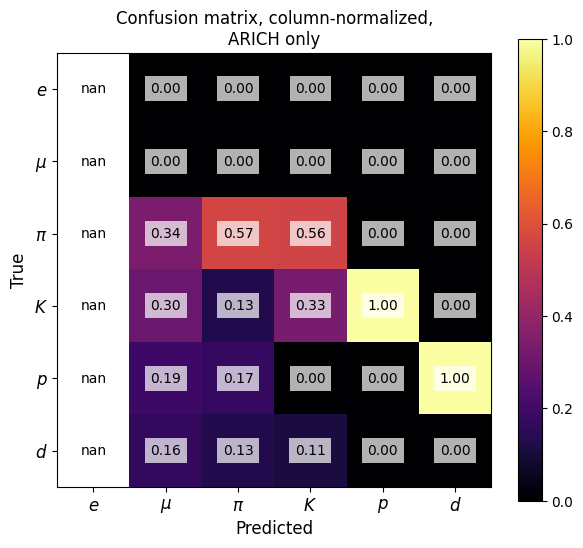 Confusion matrix, column-normalized,
ARICH only
e nan 0.00 0.00 0.00 0.00 0.00
μ nan 0.00 0.00 0.00 0.00 0.00
π nan 0.34 0.57 0.56 0.00 0.00
K nan 0.30 0.13 0.33 1.00 0.00
p nan 0.19 0.17 0.00 0.00 1.00
d nan 0.16 0.13 0.11 0.00 0.00
e μ π K p d
Predicted
True
1.0
0.8
0.6
0.4
0.2
0.0